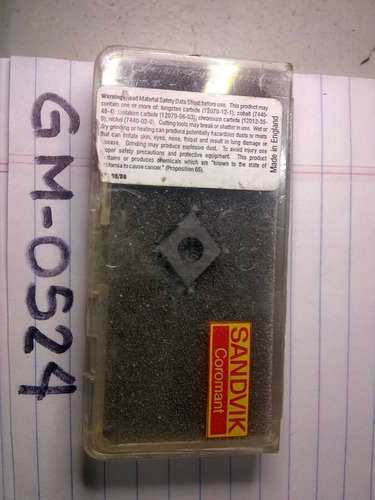 GM-0524
Warning: Read Material Safety Data Sheet before use. This product may
contain one or more of: tungsten carbide (12070-12-1); cobalt (7440-
48-4); tantalum carbide (12070-06-03); chromium carbide (12012-35-
0); nickel (7440-02-0). Cutting tools may break or shatter in use. Wet or
dry grinding or heating can produce potentially hazardous dusts or mists
that can irritate skin, eyes, nose, throat and result in lung damage or
disease. Grinding may produce explosive dust. To avoid injury use
proper safety precautions and protective equipment. This product
contains or produces chemicals which are "known to the state of
California to cause cancer." (Proposition 65).
Made in England
SANDVIK
Coromant